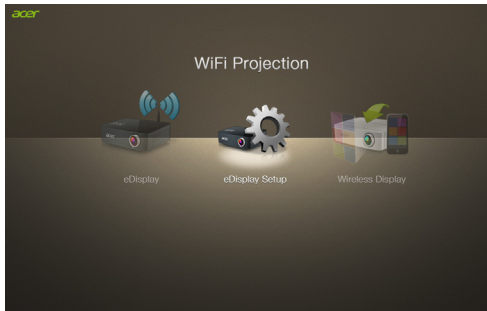 acer
WiFi Projection
eDisplay
eDisplay Setup
Wireless Display